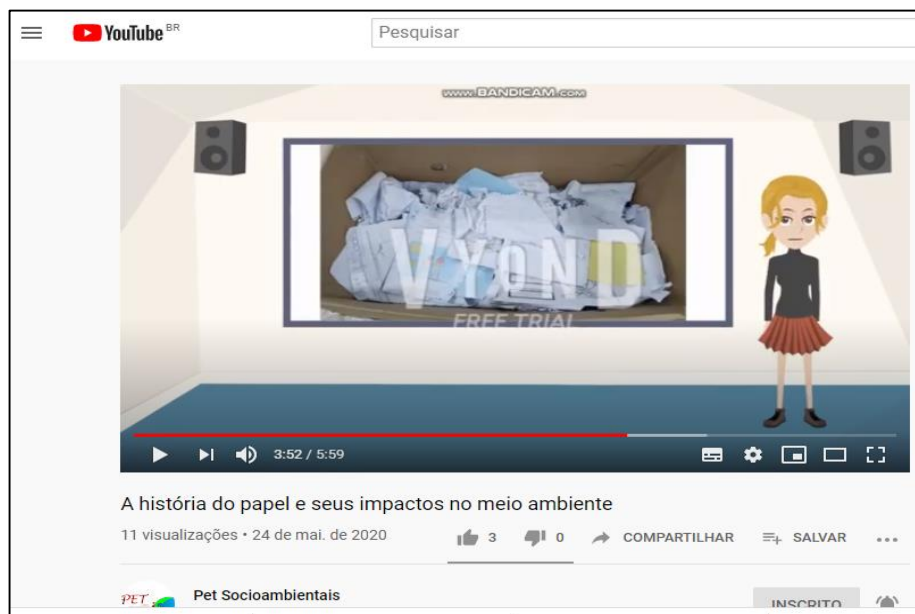 YouTube BR
Pesquisar
www.BANDICAM.com
VYOND
FREE TRIAL
3:52 / 5:59
A história do papel e seus impactos no meio ambiente
11 visualizações • 24 de mai. de 2020
3
0
COMPARTILHAR
SALVAR
PET
Pet Socioambientais
INSCRITO